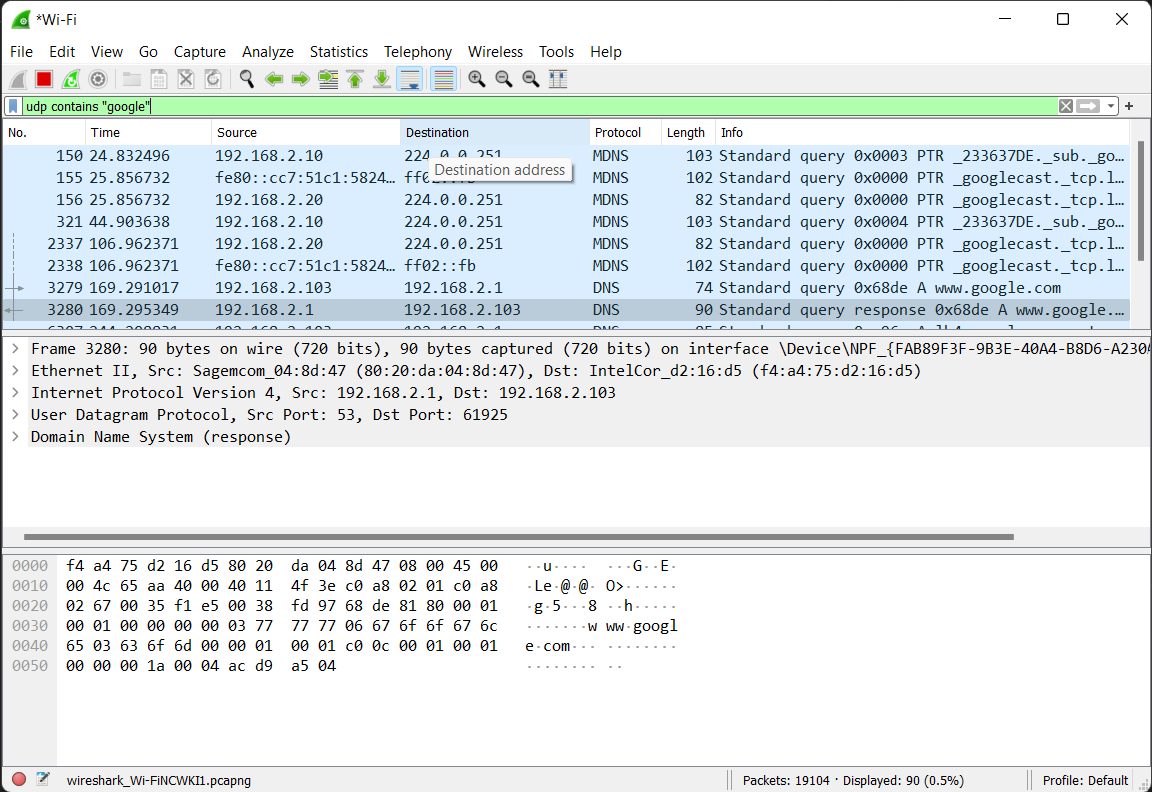 *Wi-Fi
File Edit View Go Capture Analyze Statistics Telephony Wireless Tools Help
udp contains "google"
No. Time Source Destination Protocol Length Info
150 24.832496 192.168.2.10 224.0.0.251 MDNS 103 Standard query 0x0003 PTR _233637DE._sub._go…
Destination address
155 25.856732 fe80::cc7:51c1:5824… MDNS 102 Standard query 0x0000 PTR _googlecast._tcp.l…
156 25.856732 192.168.2.20 224.0.0.251 MDNS 82 Standard query 0x0000 PTR _googlecast._tcp.l…
321 44.903638 192.168.2.10 224.0.0.251 MDNS 103 Standard query 0x0004 PTR _233637DE._sub._go…
2337 106.962371 192.168.2.20 224.0.0.251 MDNS 82 Standard query 0x0000 PTR _googlecast._tcp.l…
2338 106.962371 fe80::cc7:51c1:5824… ff02::fb MDNS 102 Standard query 0x0000 PTR _googlecast._tcp.l…
3279 169.291017 192.168.2.103 192.168.2.1 DNS 74 Standard query 0x68de A www.google.com
3280 169.295349 192.168.2.1 192.168.2.103 DNS 90 Standard query response 0x68de A www.google.…
Frame 3280: 90 bytes on wire (720 bits), 90 bytes captured (720 bits) on interface \Device\NPF_{FAB89F3F-9B3E-40A4-B8D6-A230A
Ethernet II, Src: Sagemcom_04:8d:47 (80:20:da:04:8d:47), Dst: IntelCor_d2:16:d5 (f4:a4:75:d2:16:d5)
Internet Protocol Version 4, Src: 192.168.2.1, Dst: 192.168.2.103
User Datagram Protocol, Src Port: 53, Dst Port: 61925
Domain Name System (response)
0000 f4 a4 75 d2 16 d5 80 20 da 04 8d 47 08 00 45 00 ··u···· ···G··E·
0010 00 4c 65 aa 40 00 40 11 4f 3e c0 a8 02 01 c0 a8 ·Le·@·@· O>······
0020 02 67 00 35 f1 e5 00 38 fd 97 68 de 81 80 00 01 ·g·5···8 ··h·····
0030 00 01 00 00 00 00 03 77 77 77 06 67 6f 6f 67 6c ·······w ww·googl
0040 65 03 63 6f 6d 00 00 01 00 01 c0 0c 00 01 00 01 e·com··· ········
0050 00 00 00 1a 00 04 ac d9 a5 04 ········ ··
wireshark_Wi-FiNCWKI1.pcapng Packets: 19104 · Displayed: 90 (0.5%) Profile: Default